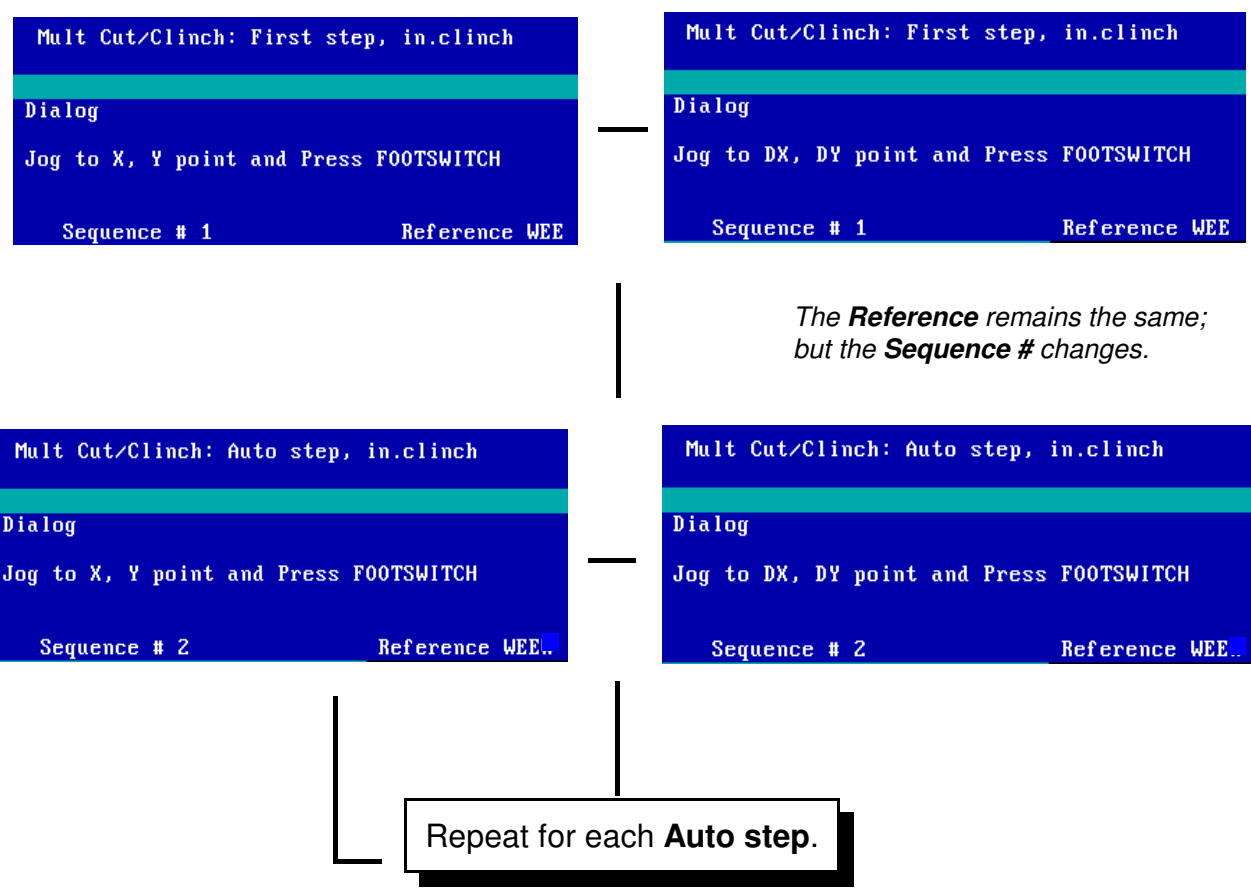 Mult Cut/Clinch: First step, in.clinch
Dialog
Jog to X, Y point and Press FOOTSWITCH
Sequence # 1 Reference WEE
Mult Cut/Clinch: First step, in.clinch
Dialog
Jog to DX, DY point and Press FOOTSWITCH
Sequence # 1 Reference WEE
The Reference remains the same;
but the Sequence # changes.
Mult Cut/Clinch: Auto step, in.clinch
Dialog
Jog to X, Y point and Press FOOTSWITCH
Sequence # 2 Reference
Mult Cut/Clinch: Auto step, in.clinch
Dialog
Jog to DX, DY point and Press FOOTSWITCH
Sequence # 2 Reference
Repeat for each Auto step.